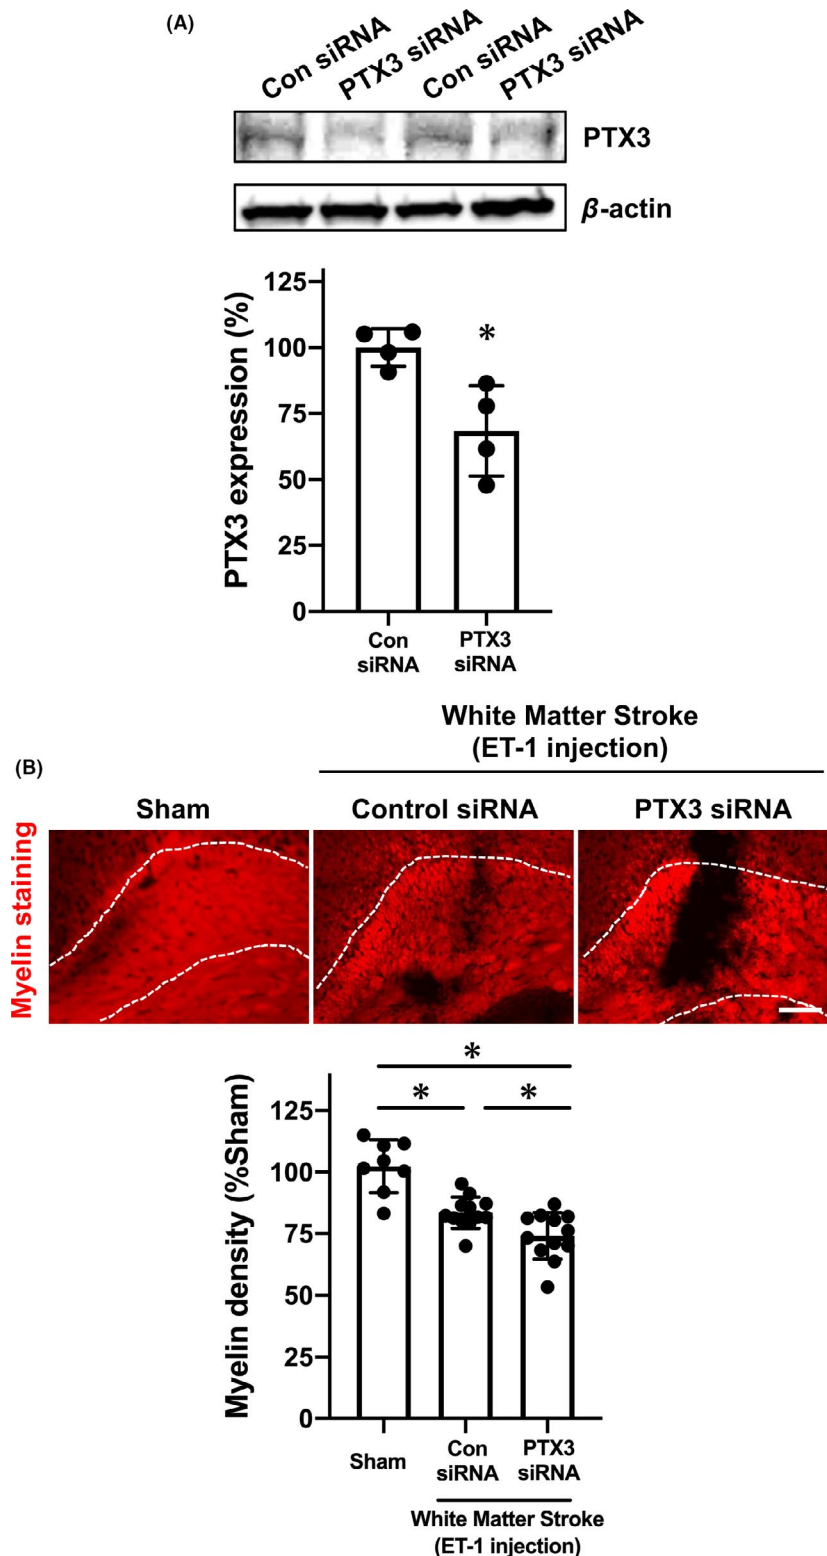 (A)
Con siRNA
PTX3 siRNA
Con siRNA
PTX3 siRNA
PTX3
β-actin
PTX3 expression (%)
125
100
75
50
25
0
*
Con
siRNA
PTX3
siRNA
White Matter Stroke
(ET-1 injection)
(B)
Sham
Control siRNA
PTX3 siRNA
Myelin staining
*
*
*
Myelin density (%Sham)
125
100
75
50
25
0
Sham
Con
siRNA
PTX3
siRNA
White Matter Stroke
(ET-1 injection)